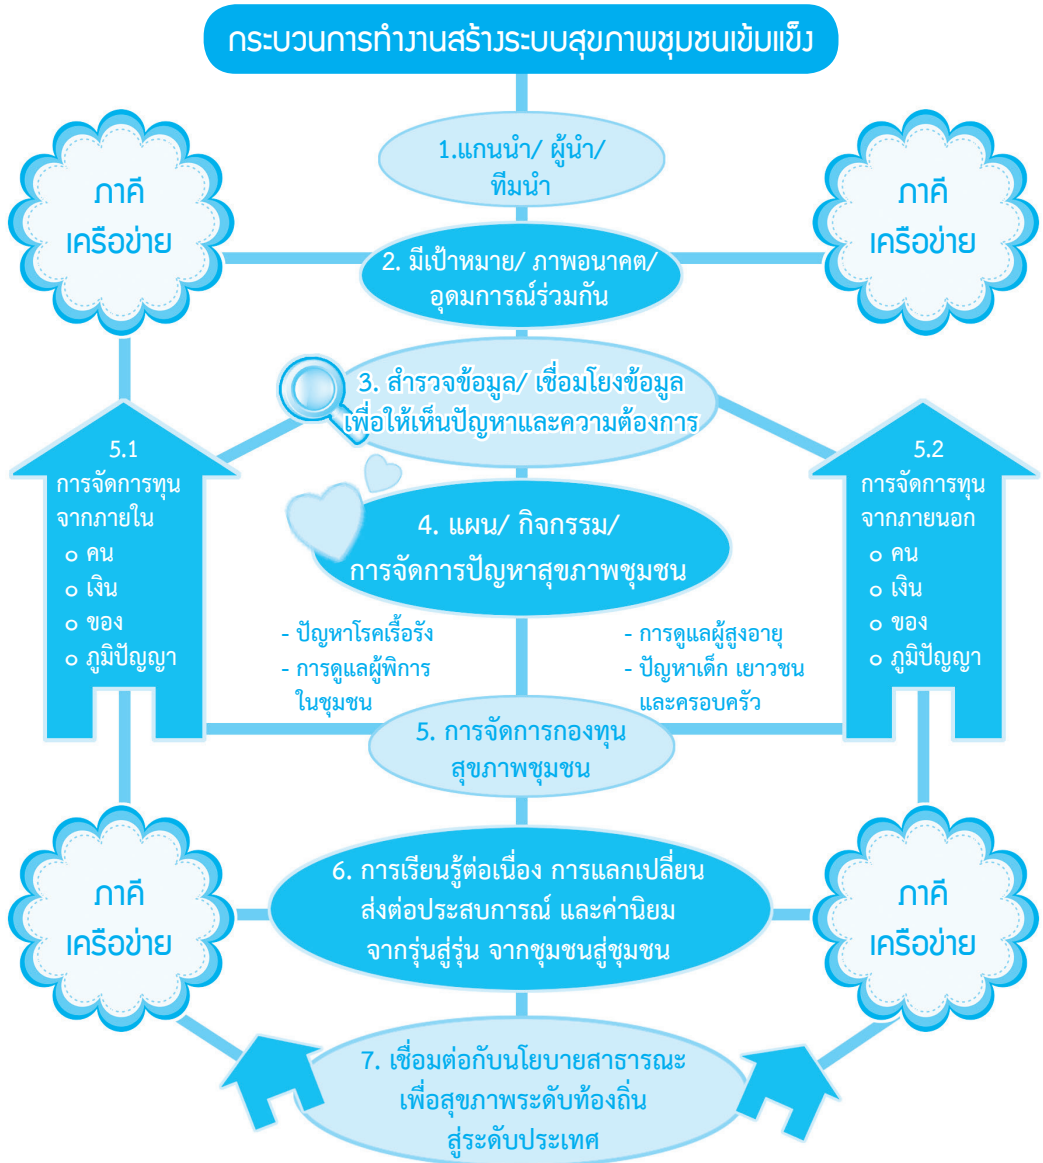 กระบวนการทำงานสร้างระบบสุขภาพชุมชนเข้มแข็ง
1.แกนนำ/ ผู้นำ/
ทีมนำ
ภาคี
เครือข่าย
ภาคี
เครือข่าย
2. มีเป้าหมาย/ ภาพอนาคต/
อุดมการณ์ร่วมกัน
3. สำรวจข้อมูล/ เชื่อมโยงข้อมูล
เพื่อให้เห็นปัญหาและความต้องการ
5.1
การจัดการทุน
จากภายใน
o คน
o เงิน
o ของ
o ภูมิปัญญา
5.2
การจัดการทุน
จากภายนอก
o คน
o เงิน
o ของ
o ภูมิปัญญา
4. แผน/ กิจกรรม/
การจัดการปัญหาสุขภาพชุมชน
- ปัญหาโรคเรื้อรัง
- การดูแลผู้พิการ
ในชุมชน
- การดูแลผู้สูงอายุ
- ปัญหาเด็ก เยาวชน
และครอบครัว
5. การจัดการกองทุน
สุขภาพชุมชน
ภาคี
เครือข่าย
6. การเรียนรู้ต่อเนื่อง การแลกเปลี่ยน
ส่งต่อประสบการณ์ และค่านิยม
จากรุ่นสู่รุ่น จากชุมชนสู่ชุมชน
ภาคี
เครือข่าย
7. เชื่อมต่อกับนโยบายสาธารณะ
เพื่อสุขภาพระดับท้องถิ่น
สู่ระดับประเทศ